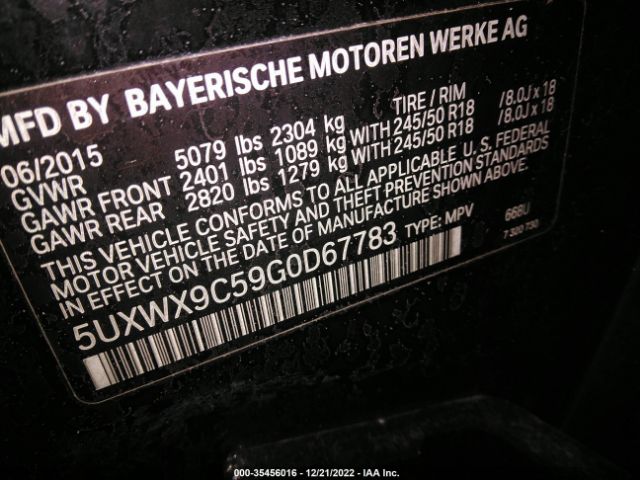 MFD BY BAYERISCHE MOTOREN WERKE AG
06/2015 5079 lbs 2304 kg TIRE / RIM
GVWR 2401 lbs 1089 kg WITH 245/50 R18 / 8.0J x 18
GAWR FRONT 2820 lbs 1279 kg WITH 245/50 R18 / 8.0J x 18
GAWR REAR
THIS VEHICLE CONFORMS TO ALL APPLICABLE U. S. FEDERAL
MOTOR VEHICLE SAFETY AND THEFT PREVENTION STANDARDS
IN EFFECT ON THE DATE OF MANUFACTURE SHOWN ABOVE.
5UXWX9C59G0D67783 TYPE: MPV 668U
7 320 730
000-35456016 - 12/21/2022 - IAA Inc.